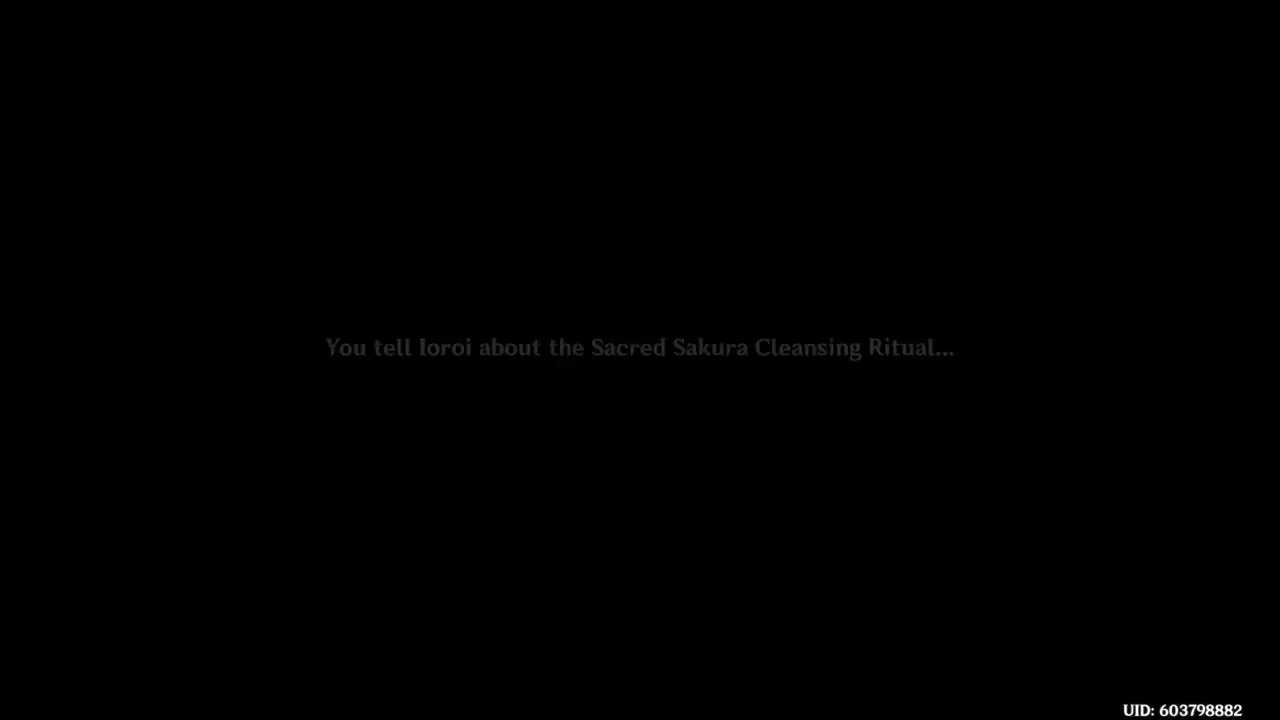 You tell Ioroi about the Sacred Sakura Cleansing Ritual...
UID: 603798882